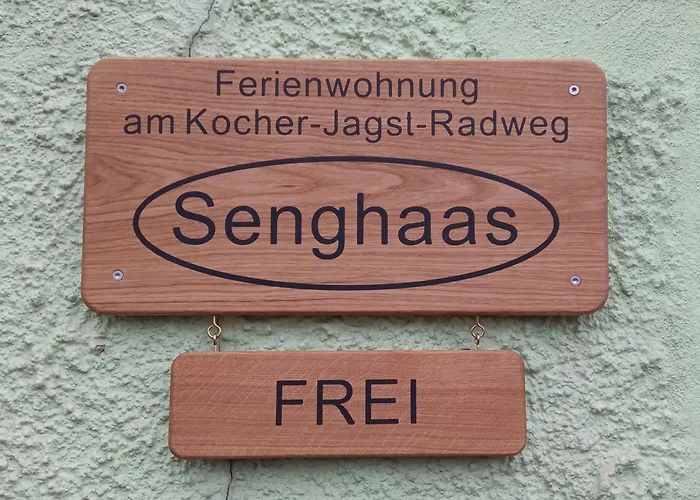 Ferienwohnung
am Kocher-Jagst-Radweg
Senghaas
FREI